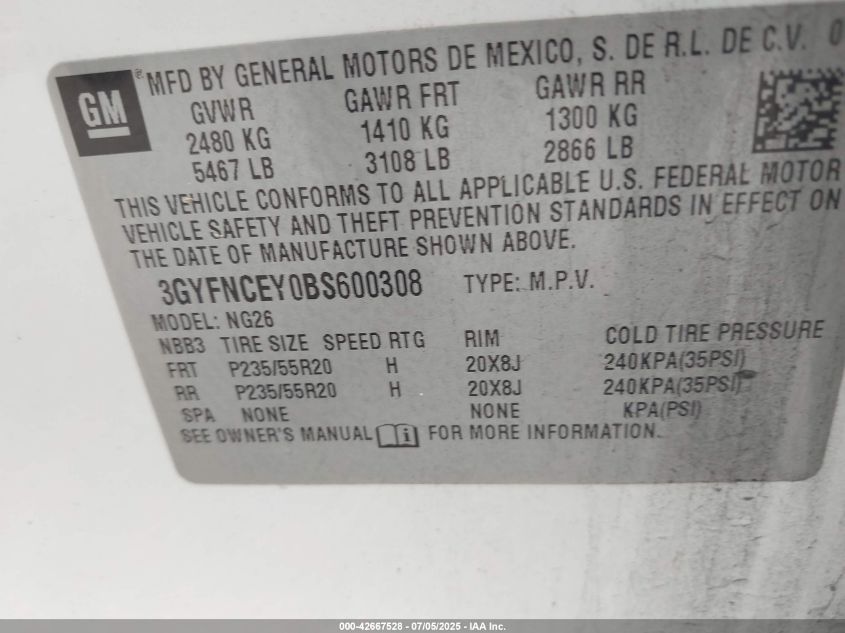 GM® MFD BY GENERAL MOTORS DE MEXICO, S. DE R.L. DE C.V. 0
GVWR GAWR FRT GAWR RR
2480 KG 1410 KG 1300 KG
5467 LB 3108 LB 2866 LB
THIS VEHICLE CONFORMS TO ALL APPLICABLE U.S. FEDERAL MOTOR
VEHICLE SAFETY AND THEFT PREVENTION STANDARDS IN EFFECT ON
THE DATE OF MANUFACTURE SHOWN ABOVE.
3GYFNCEY0BS600308 TYPE: M.P.V.
MODEL: NG26
NBB3 TIRE SIZE SPEED RTG RIM COLD TIRE PRESSURE
FRT P235/55R20 H 20X8J 240KPA(35PSI)
RR P235/55R20 H 20X8J 240KPA(35PSI)
SPA NONE NONE KPA(PSI)
SEE OWNER'S MANUAL i FOR MORE INFORMATION.
000-42667528 - 07/05/2025 - IAA Inc.